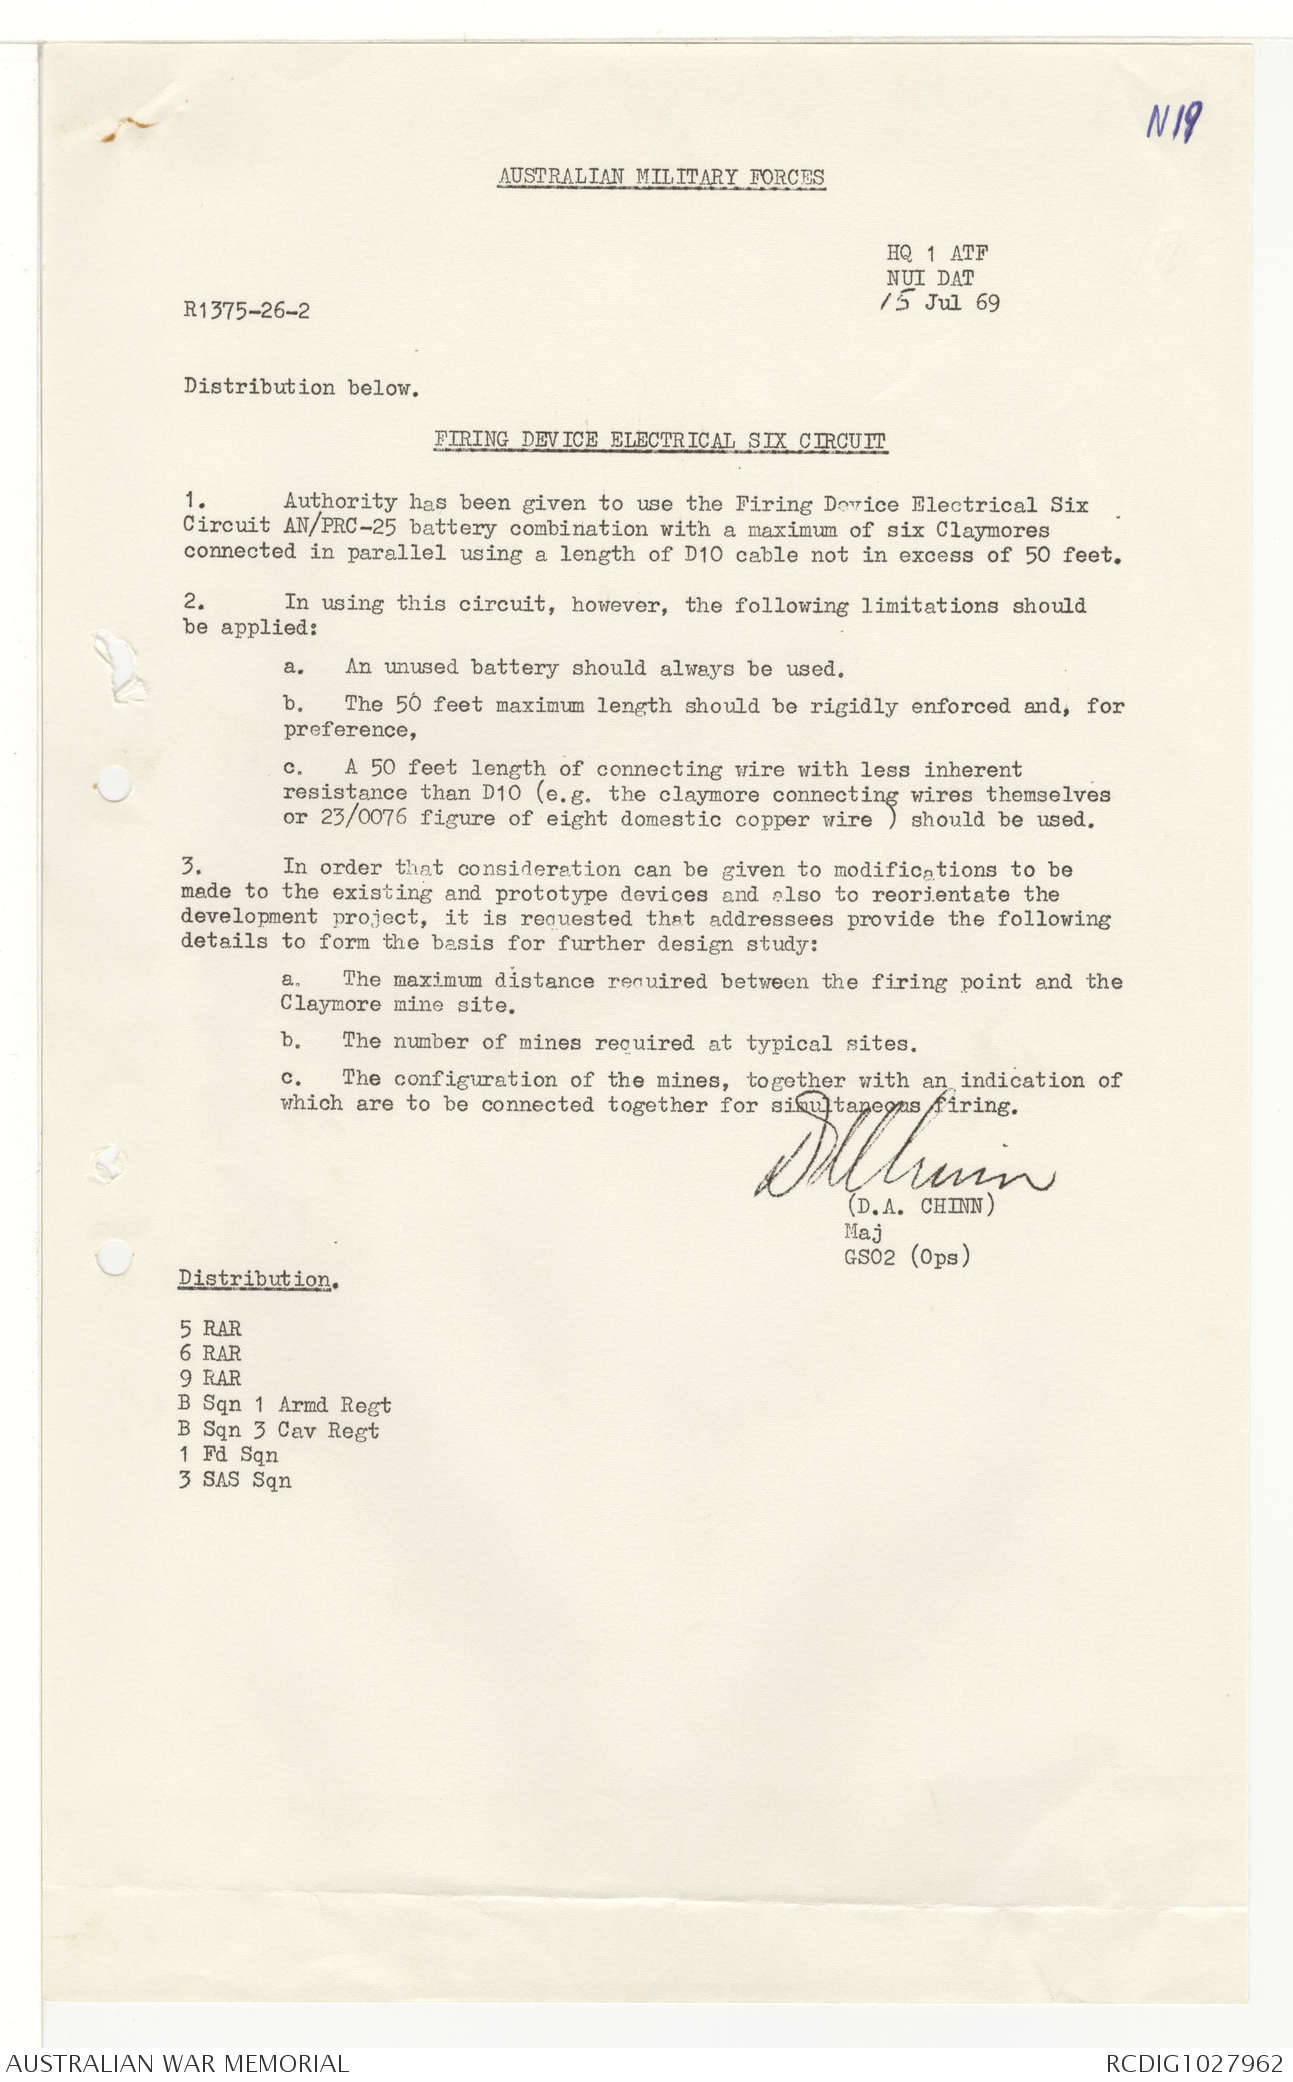 N19
AUSTRALIAN MILITARY FORCES
HQ 1 ATF
NUI DAT
15 Jul 69
R1375-26-2
Distribution below.
FIRING DEVICE ELECTRICAL SIX CIRCUIT
1. Authority has been given to use the Firing Device Electrical Six
Circuit AN/PRC-25 battery combination with a maximum of six Claymores
connected in parallel using a length of D10 cable not in excess of 50 feet.
2. In using this circuit, however, the following limitations should
be applied:
a. An unused battery should always be used.
b. The 50 feet maximum length should be rigidly enforced and, for
preference,
c. A 50 feet length of connecting wire with less inherent
resistance than D10 (e.g. the claymore connecting wires themselves
or 23/0076 figure of eight domestic copper wire ) should be used.
3. In order that consideration can be given to modifications to be
made to the existing and prototype devices and also to reorientate the
development project, it is requested that addressees provide the following
details to form the basis for further design study:
a. The maximum distance required between the firing point and the
Claymore mine site.
b. The number of mines required at typical sites.
c. The configuration of the mines, together with an indication of
which are to be connected together for simultaneous firing.
DAChinn
(D.A. CHINN)
Maj
GSO2 (Ops)
Distribution.
5 RAR
6 RAR
9 RAR
B Sqn 1 Armd Regt
B Sqn 3 Cav Regt
1 Fd Sqn
3 SAS Sqn
AUSTRALIAN WAR MEMORIAL
RCDIG1027962